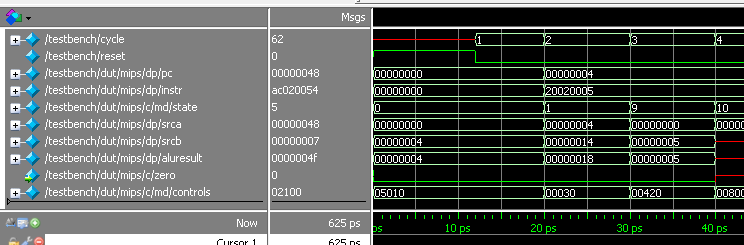 Msgs
/testbench/cycle 62 1 2 3 4
/testbench/reset 0
/testbench/dut/mips/dp/pc 00000048 00000000 00000004
/testbench/dut/mips/dp/instr ac020054 00000000 20020005
/testbench/dut/mips/c/md/state 5 0 1 9 10
/testbench/dut/mips/dp/srca 00000048 00000000 00000004 00000000 00000
/testbench/dut/mips/dp/srcb 00000007 00000004 00000014 00000005
/testbench/dut/mips/dp/aluresult 0000004f 00000004 00000018 00000005
/testbench/dut/mips/c/zero 0
/testbench/dut/mips/c/md/controls 02100 05010 00030 00420 00800
Now 625 ps ps 10 ps 20 ps 30 ps 40 ps
Cursor 1 625 ps